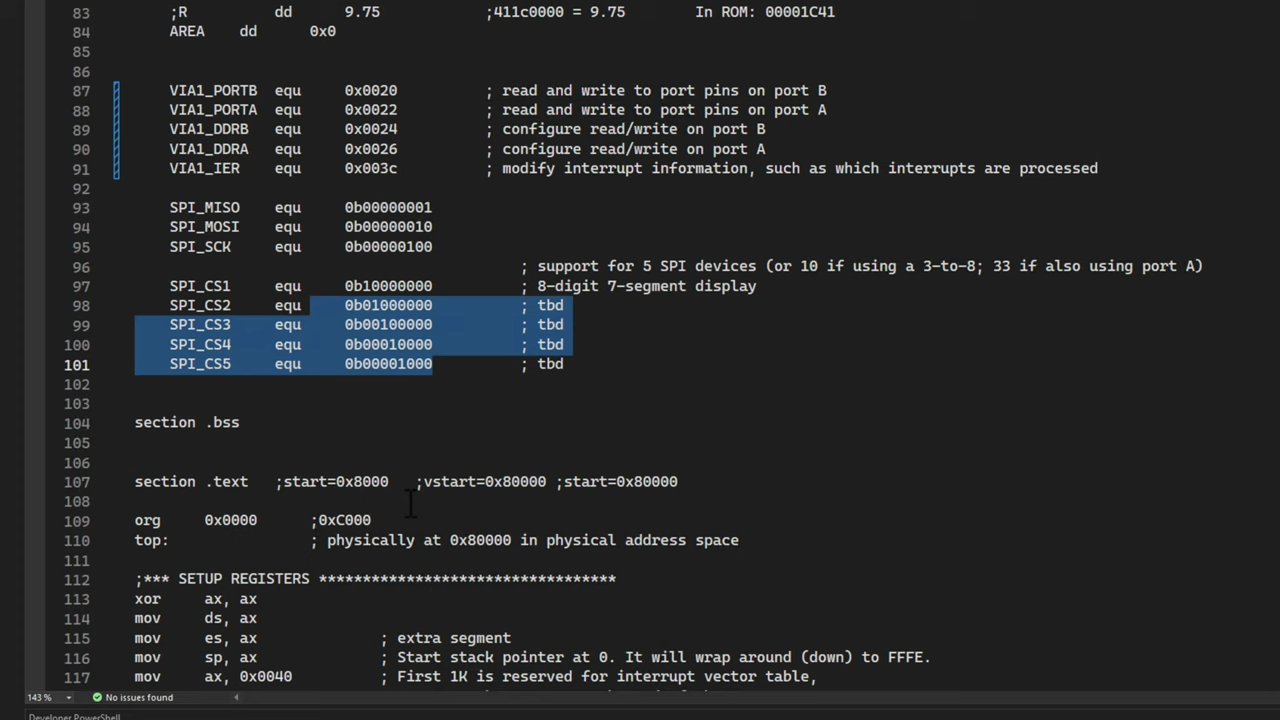 83 ;R dd 9.75 ;411c0000 = 9.75 In ROM: 00001C41
84 AREA dd 0x0
85
86
87 VIA1_PORTB equ 0x0020 ; read and write to port pins on port B
88 VIA1_PORTA equ 0x0022 ; read and write to port pins on port A
89 VIA1_DDRB equ 0x0024 ; configure read/write on port B
90 VIA1_DDRA equ 0x0026 ; configure read/write on port A
91 VIA1_IER equ 0x003c ; modify interrupt information, such as which interrupts are processed
92
93 SPI_MISO equ 0b00000001
94 SPI_MOSI equ 0b00000010
95 SPI_SCK equ 0b00000100
96 ; support for 5 SPI devices (or 10 if using a 3-to-8; 33 if also using port A)
97 SPI_CS1 equ 0b10000000 ; 8-digit 7-segment display
98 SPI_CS2 equ 0b01000000 ; tbd
99 SPI_CS3 equ 0b00100000 ; tbd
100 SPI_CS4 equ 0b00010000 ; tbd
101 SPI_CS5 equ 0b00001000 ; tbd
102
103
104 section .bss
105
106
107 section .text ;start=0x8000 ;vstart=0x80000 ;start=0x80000
108
109 org 0x0000 ;0xC000
110 top: ; physically at 0x80000 in physical address space
111
112 ;*** SETUP REGISTERS **********************************
113 xor ax, ax
114 mov ds, ax
115 mov es, ax ; extra segment
116 mov sp, ax ; Start stack pointer at 0. It will wrap around (down) to FFFE.
117 mov ax, 0x0040 ; First 1K is reserved for interrupt vector table,
143 % No issues found
Developer PowerShell